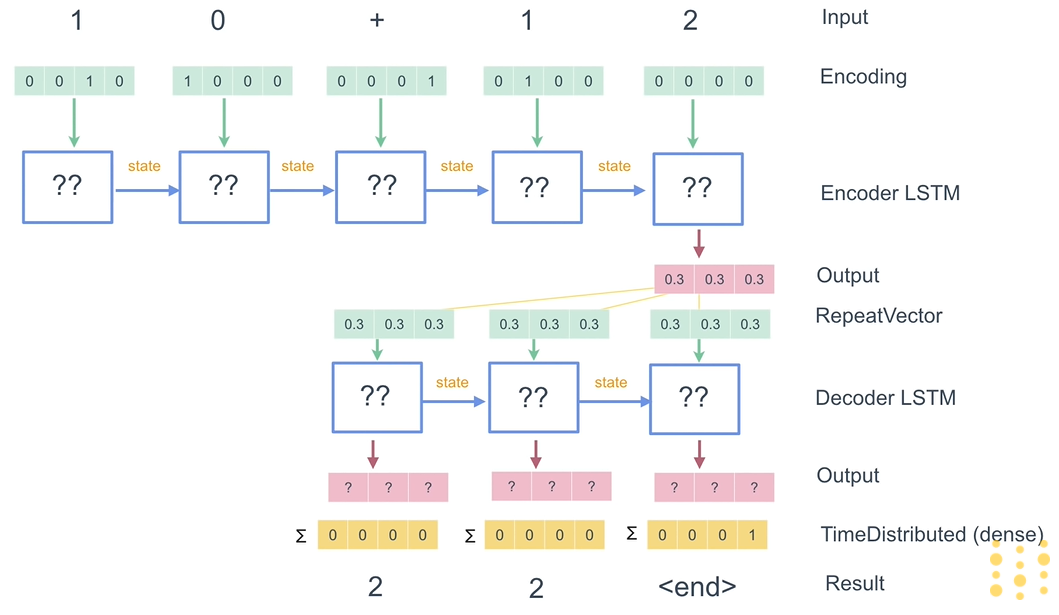 1 0 + 1 2 Input
0 0 1 0 1 0 0 0 0 0 0 1 0 1 0 0 0 0 0 0 Encoding
state state state state
?? ?? ?? ?? ?? Encoder LSTM
0.3 0.3 0.3 Output
0.3 0.3 0.3 0.3 0.3 0.3 0.3 0.3 0.3 RepeatVector
state state
?? ?? ?? Decoder LSTM
? ? ? ? ? ? ? ? ? Output
Σ 0 0 0 0 Σ 0 0 0 0 Σ 0 0 0 1 TimeDistributed (dense)
2 2 <end> Result